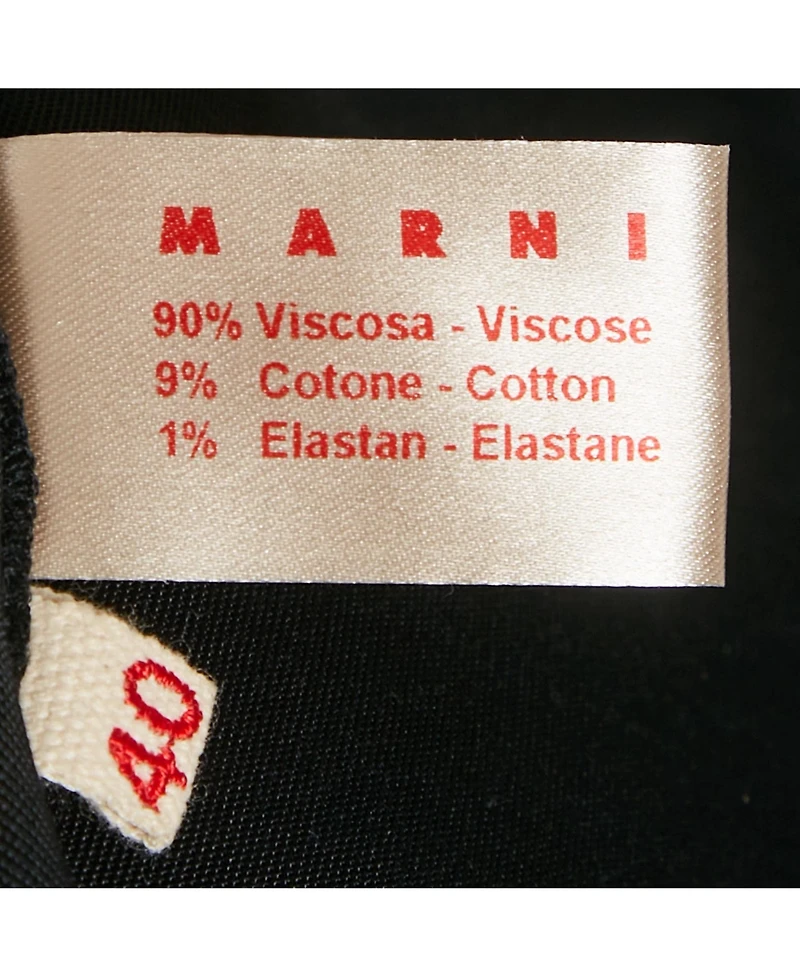 MARNI
90% Viscosa - Viscose
9% Cotone - Cotton
1% Elastan - Elastane
40